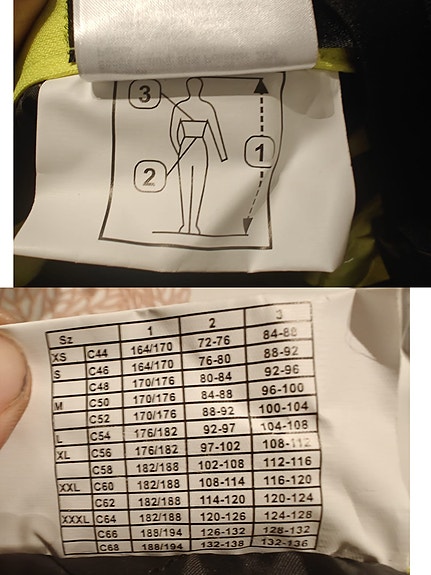 3
1
2
Sz 1 2 3
XS C44 164/170 72-76 84-88
S C46 164/170 76-80 88-92
C48 170/176 80-84 92-96
M C50 170/176 84-88 96-100
C52 170/176 88-92 100-104
L C54 176/182 92-97 104-108
XL C56 176/182 97-102 108-112
C58 182/188 102-108 112-116
XXL C60 182/188 108-114 116-120
C62 182/188 114-120 120-124
XXXL C64 182/188 120-126 124-128
C66 188/194 126-132 128-132
C68 188/194 132-138 132-136